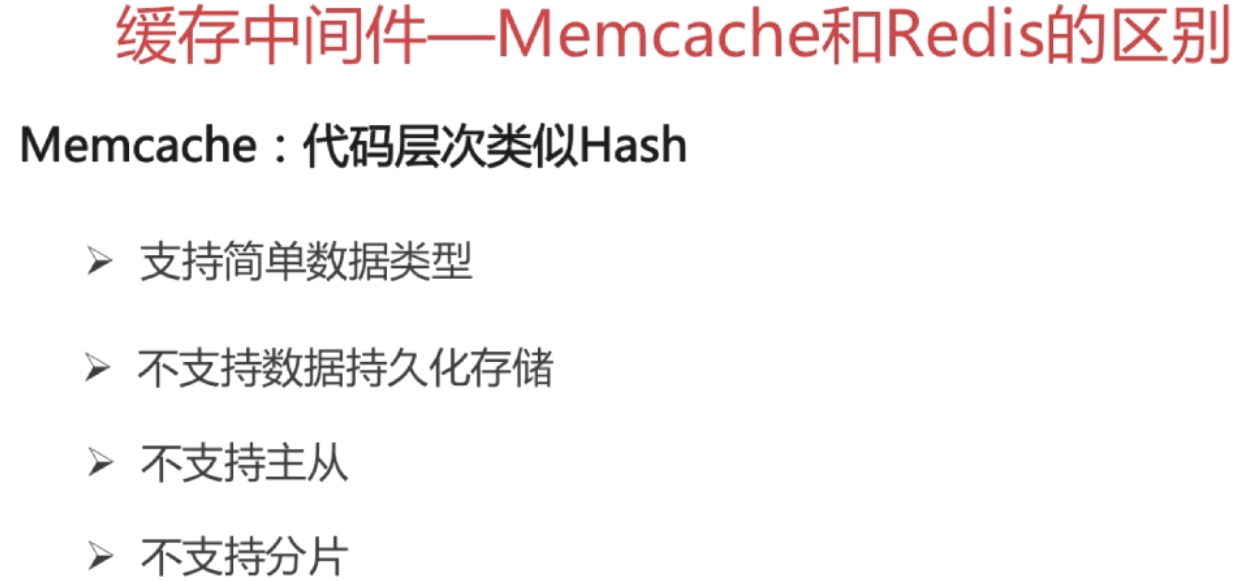 缓存中间件—Memcache和Redis的区别
Memcache：代码层次类似Hash
支持简单数据类型
不支持数据持久化存储
不支持主从
不支持分片